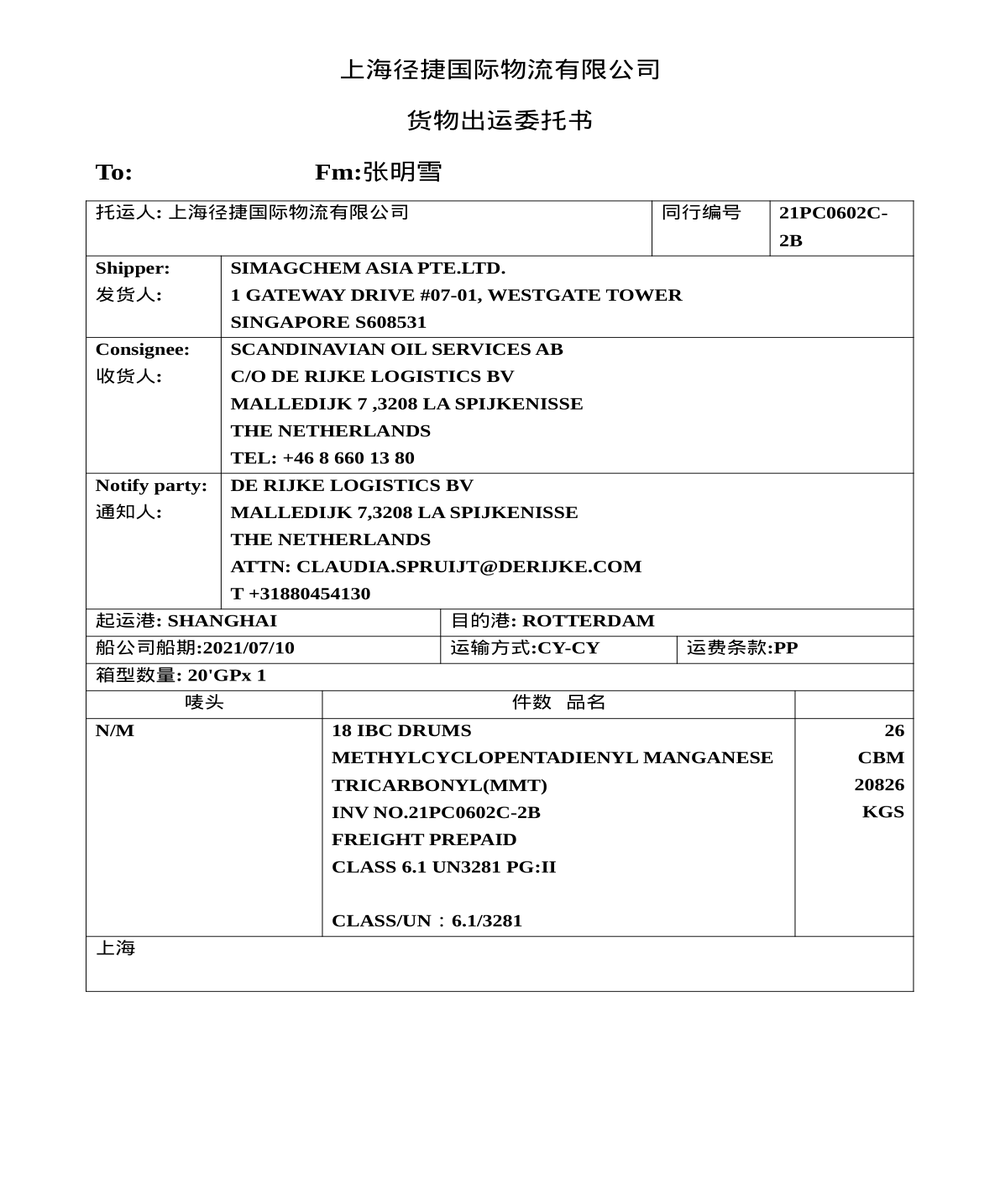 上海径捷国际物流有限公司
货物出运委托书
To: Fm:张明雪
托运人: 上海径捷国际物流有限公司 同行编号 21PC0602C-
2B
Shipper: SIMAGCHEM ASIA PTE.LTD.
发货人: 1 GATEWAY DRIVE #07-01, WESTGATE TOWER
SINGAPORE S608531
Consignee: SCANDINAVIAN OIL SERVICES AB
收货人: C/O DE RIJKE LOGISTICS BV
MALLEDIJK 7 ,3208 LA SPIJKENISSE
THE NETHERLANDS
TEL: +46 8 660 13 80
Notify party: DE RIJKE LOGISTICS BV
通知人: MALLEDIJK 7,3208 LA SPIJKENISSE
THE NETHERLANDS
ATTN: CLAUDIA.SPRUIJT@DERIJKE.COM
T +31880454130
起运港: SHANGHAI 目的港: ROTTERDAM
船公司船期:2021/07/10 运输方式:CY-CY 运费条款:PP
箱型数量: 20'GPx 1
唛头 件数 品名
N/M 18 IBC DRUMS 26
METHYLCYCLOPENTADIENYL MANGANESE CBM
TRICARBONYL(MMT) 20826
INV NO.21PC0602C-2B KGS
FREIGHT PREPAID
CLASS 6.1 UN3281 PG:II
CLASS/UN：6.1/3281
上海